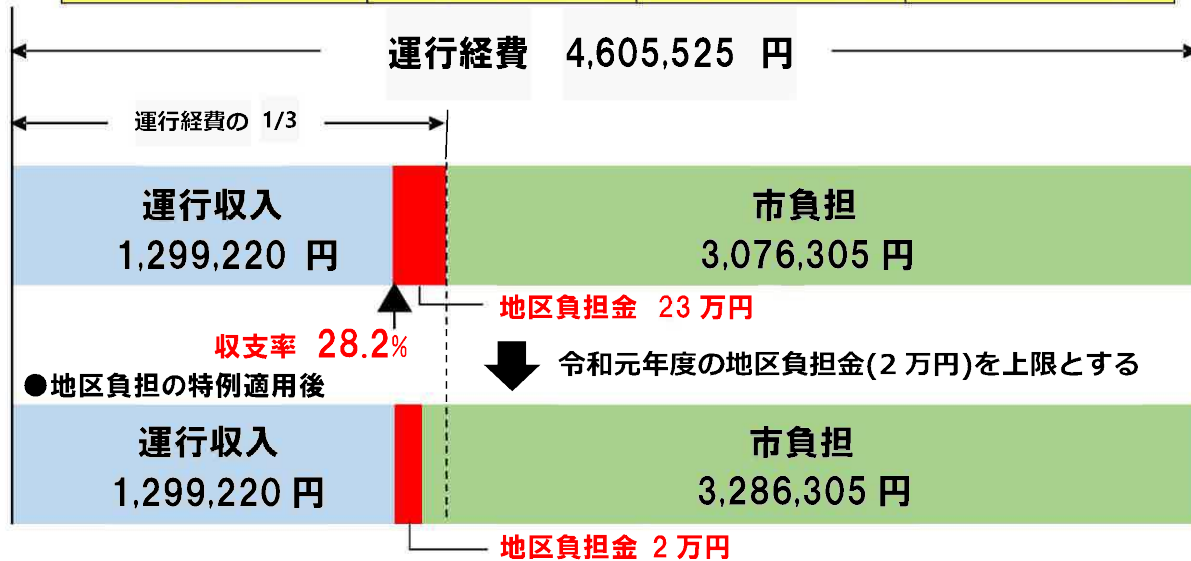 運行経費 4,605,525 円
運行経費の 1/3
運行収入
1,299,220 円
市負担
3,076,305 円
地区負担金 23 万円
収支率 28.2%
令和元年度の地区負担金(2 万円)を上限とする
●地区負担の特例適用後
運行収入
1,299,220 円
市負担
3,286,305 円
地区負担金 2 万円